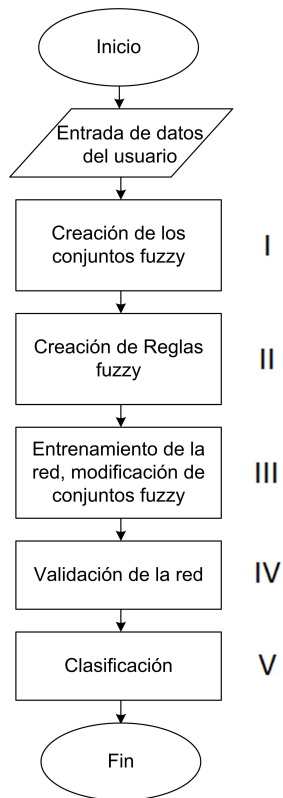 Inicio
Entrada de datos
del usuario
Creación de los
conjuntos fuzzy
I
Creación de Reglas
fuzzy
II
Entrenamiento de la
red, modificación de
conjuntos fuzzy
III
Validación de la red
IV
Clasificación
V
Fin